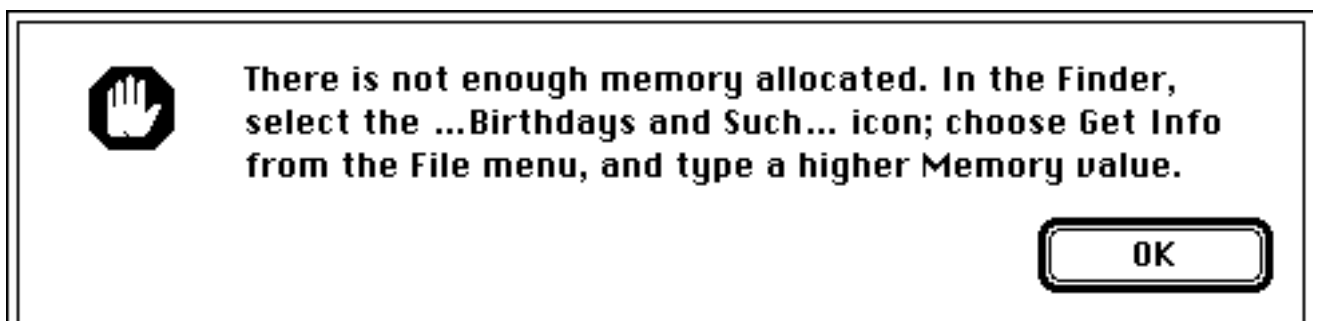 There is not enough memory allocated. In the Finder,
select the ...Birthdays and Such... icon; choose Get Info
from the File menu, and type a higher Memory value.
OK